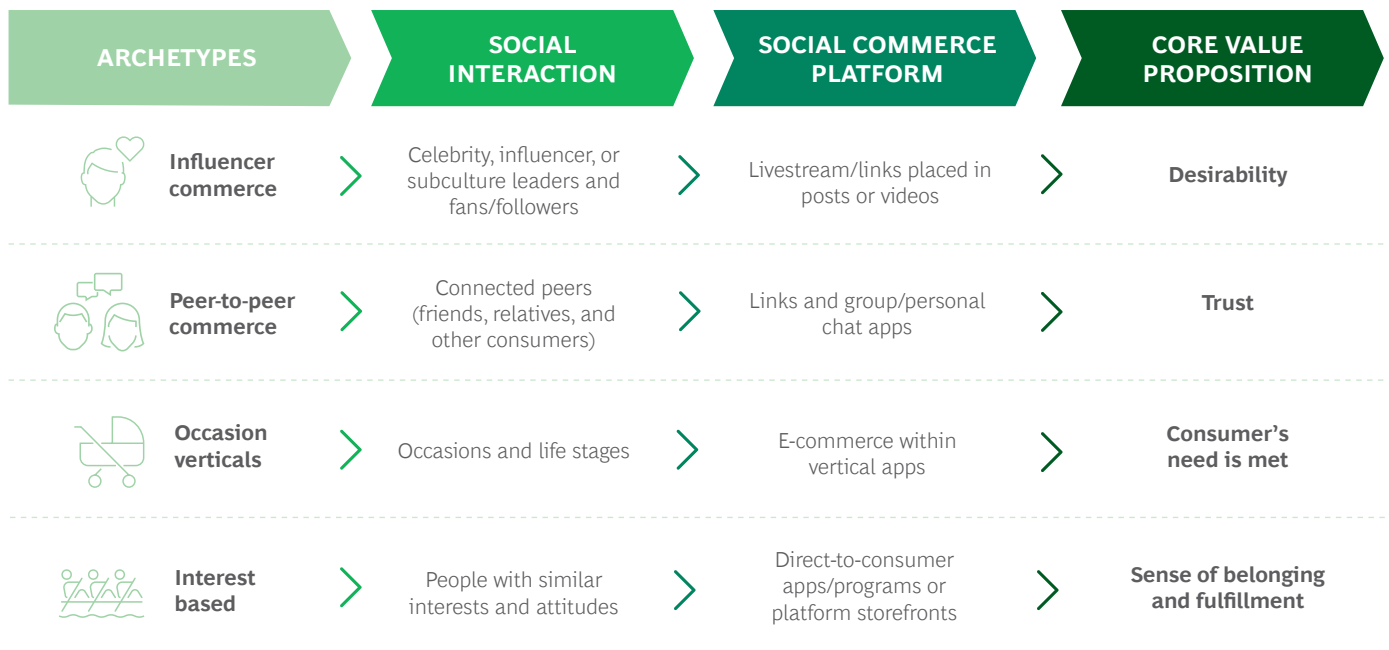 ARCHETYPES
SOCIAL
INTERACTION
SOCIAL COMMERCE
PLATFORM
CORE VALUE
PROPOSITION
Influencer
commerce
Celebrity, influencer, or
subculture leaders and
fans/followers
Livestream/links placed in
posts or videos
Desirability
Peer-to-peer
commerce
Connected peers
(friends, relatives, and
other consumers)
Links and group/personal
chat apps
Trust
Occasion
verticals
Occasions and life stages
E-commerce within
vertical apps
Consumer’s
need is met
Interest
based
People with similar
interests and attitudes
Direct-to-consumer
apps/programs or
platform storefronts
Sense of belonging
and fulfillment